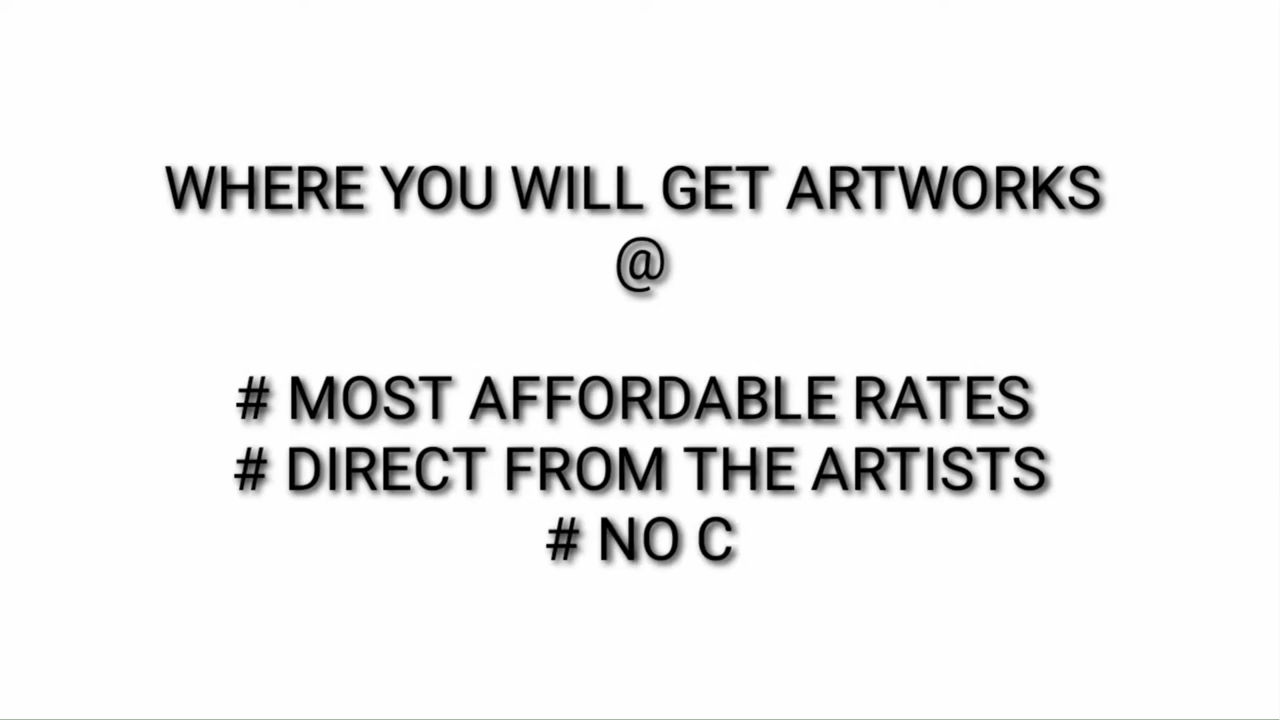 WHERE YOU WILL GET ARTWORKS
@
# MOST AFFORDABLE RATES
# DIRECT FROM THE ARTISTS
# NO C